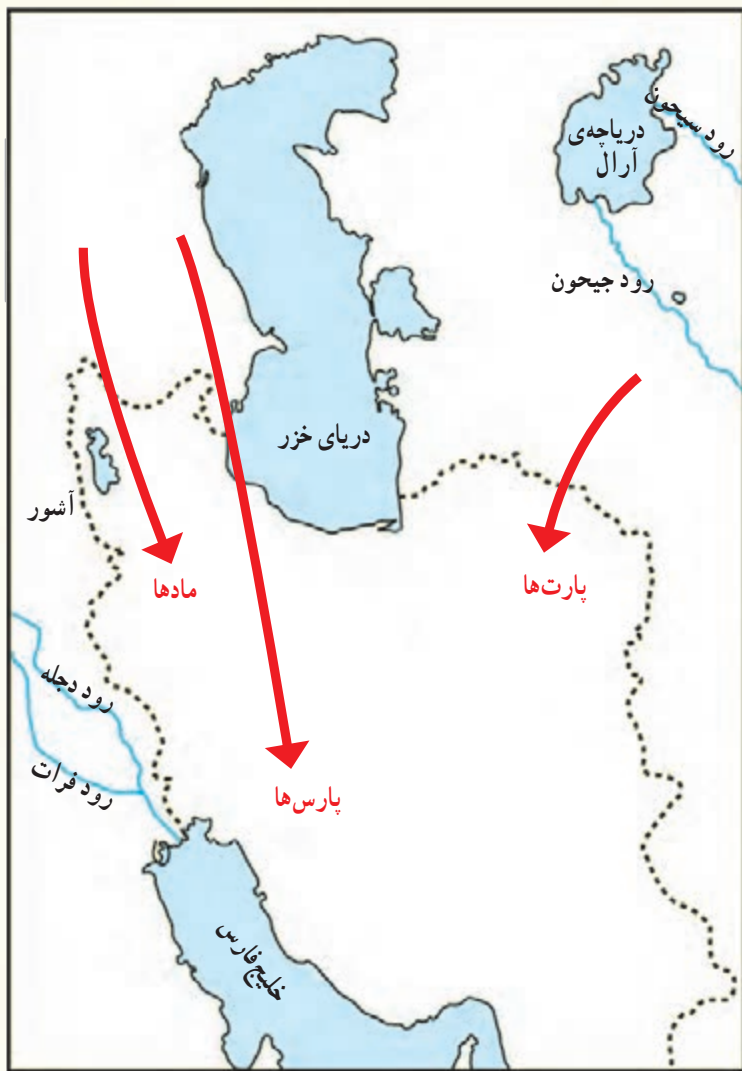 رود سیحون
دریاچه‌ی
آرال
رود جیحون
دریای خزر
آشور
مادها
پارت‌ها
رود دجله
رود فرات
پارس‌ها
خلیج فارس